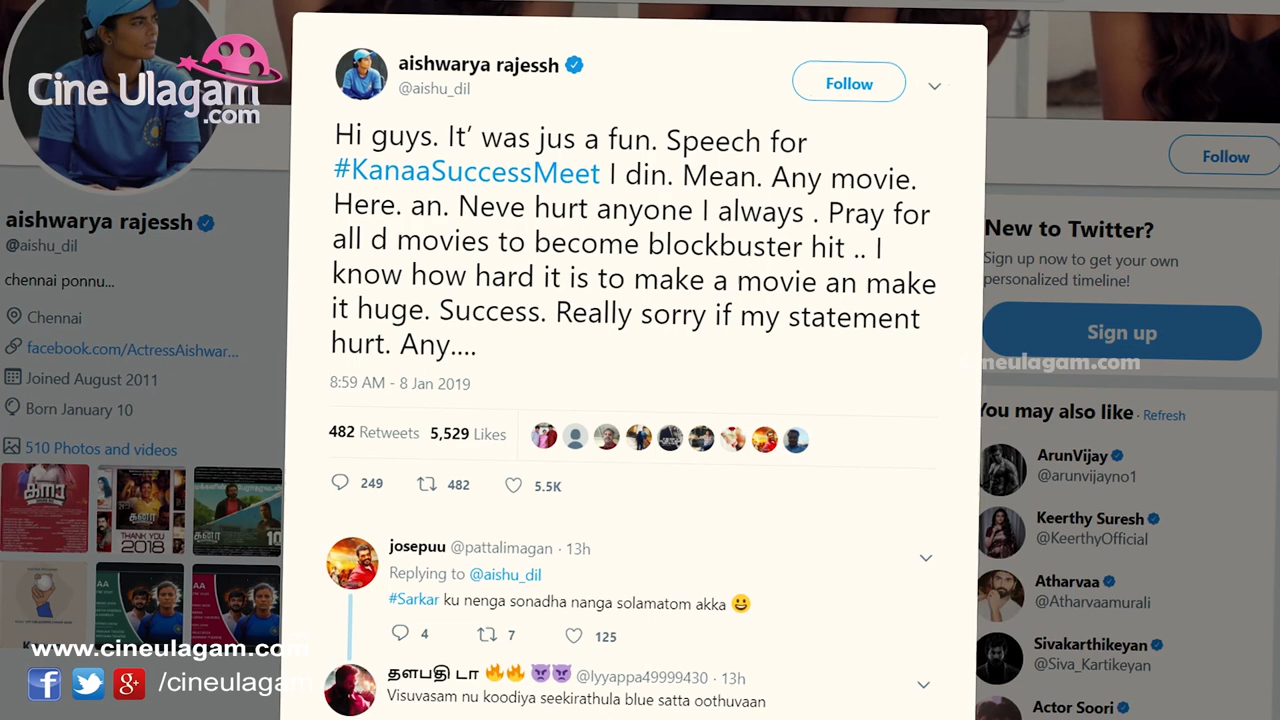 Cine Ulagam
.com
aishwarya rajessh
@aishu_dil
chennai ponnu...
Chennai
facebook.com/ActressAishwar...
Joined August 2011
Born January 10
510 Photos and videos
கனா
கனா
THANK YOU
2018
கனா
10
www.cineulagam.com
/cineulagam
aishwarya rajessh
@aishu_dil
Follow
Hi guys. It’ was jus a fun. Speech for
#KanaaSuccessMeet I din. Mean. Any movie.
Here. an. Neve hurt anyone I always . Pray for
all d movies to become blockbuster hit .. I
know how hard it is to make a movie an make
it huge. Success. Really sorry if my statement
hurt. Any....
8:59 AM - 8 Jan 2019
482 Retweets 5,529 Likes
249 482 5.5K
josepuu @pattalimagan · 13h
Replying to @aishu_dil
#Sarkar ku nenga sonadha nanga solamatom akka 😀
4 7 125
தளபதி டா 🔥🔥😈😈 @Iyyappa49999430 · 13h
Visuvasam nu koodiya seekirathula blue satta oothuvaan
Follow
New to Twitter?
Sign up now to get your own
personalized timeline!
Sign up
cineulagam.com
You may also like · Refresh
ArunVijay
@arunvijayno1
Keerthy Suresh
@KeerthyOfficial
Atharvaa
@Atharvaamurali
Sivakarthikeyan
@Siva_Kartikeyan
Actor Soori